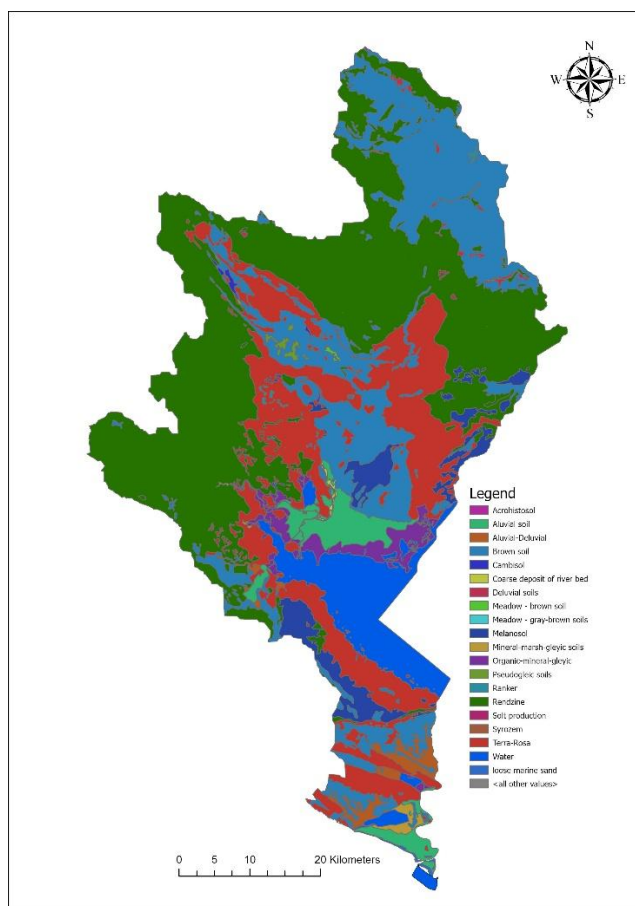 N
W E
S
Legend
Acrohistosol
Aluvial soil
Aluvial-Deluvial
Brown soil
Cambisol
Coarse deposit of river bed
Deluvial soils
Meadow - brown soil
Meadow - gray-brown soils
Melanosol
Mineral-marsh-gleyic soils
Organic-mineral-gleyic
Pseudogleic soils
Ranker
Rendzine
Solt production
Syrozem
Terra-Rosa
Water
loose marine sand
<all other values>
0 5 10 20 Kilometers